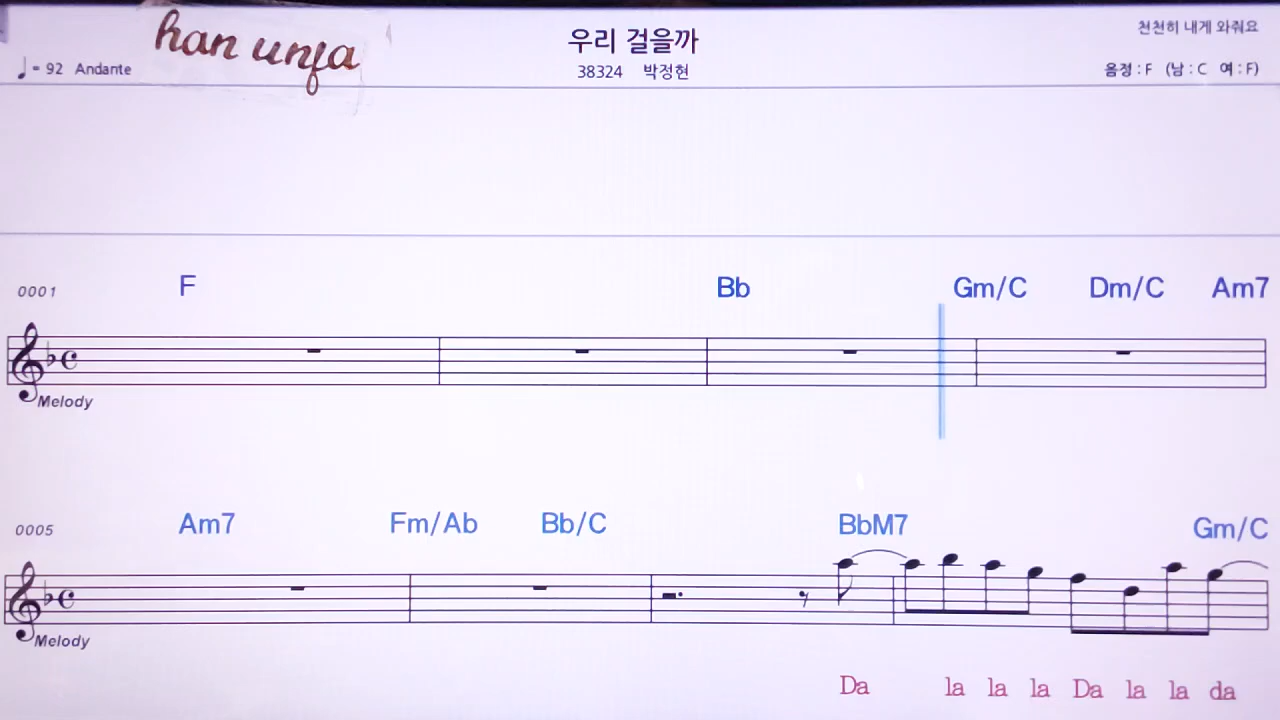 han unja
우리 걸을까
천천히 내게 와줘요
♩= 92 Andante
38324 박정현
음정 : F (남 : C 여 : F)
0001 F Bb Gm/C Dm/C Am7
Melody
0005 Am7 Fm/Ab Bb/C BbM7 Gm/C
Melody
Da la la la Da la la da